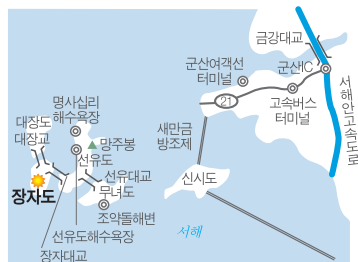 금강대교
군산여객선
터미널
군산IC
21
고속버스
터미널
서해안고속도로
명사십리
해수욕장
대장도
대장교
망주봉
새만금
방조제
선유도
선유대교
장자도
무녀도
신시도
조약돌해변
서해
선유도해수욕장
장자대교